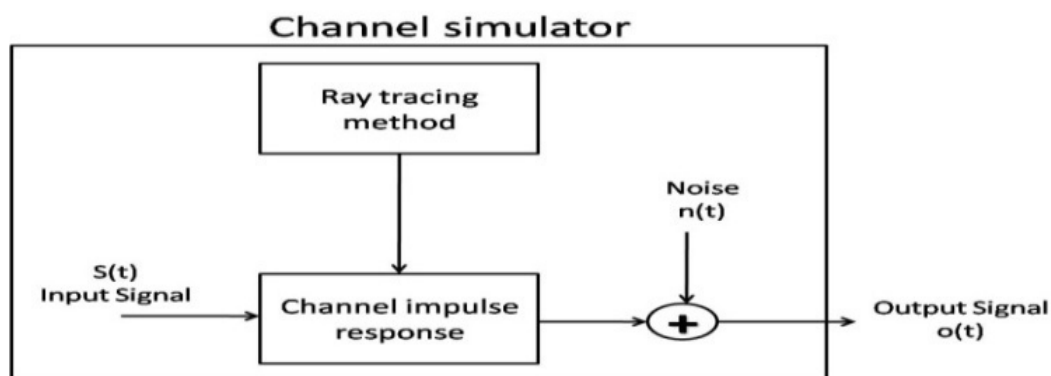 Channel simulator
Ray tracing
method
Noise
n(t)
S(t)
Input Signal
Channel impulse
response
+
Output Signal
o(t)